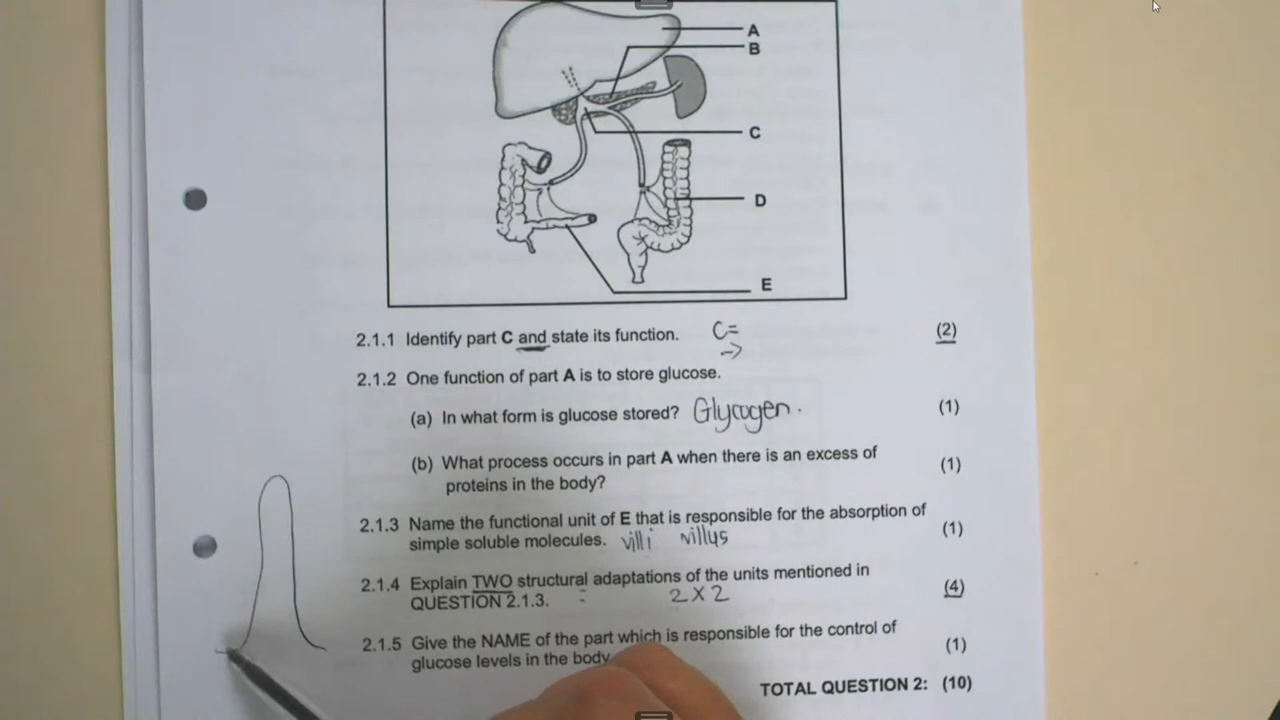 A
B
C
D
E
2.1.1 Identify part C and state its function. C= (2)
2.1.2 One function of part A is to store glucose.
(a) In what form is glucose stored? Glycogen. (1)
(b) What process occurs in part A when there is an excess of (1)
proteins in the body?
2.1.3 Name the functional unit of E that is responsible for the absorption of (1)
simple soluble molecules. villi villus
2.1.4 Explain TWO structural adaptations of the units mentioned in (4)
QUESTION 2.1.3. : 2 X 2
2.1.5 Give the NAME of the part which is responsible for the control of (1)
glucose levels in the body
TOTAL QUESTION 2: (10)